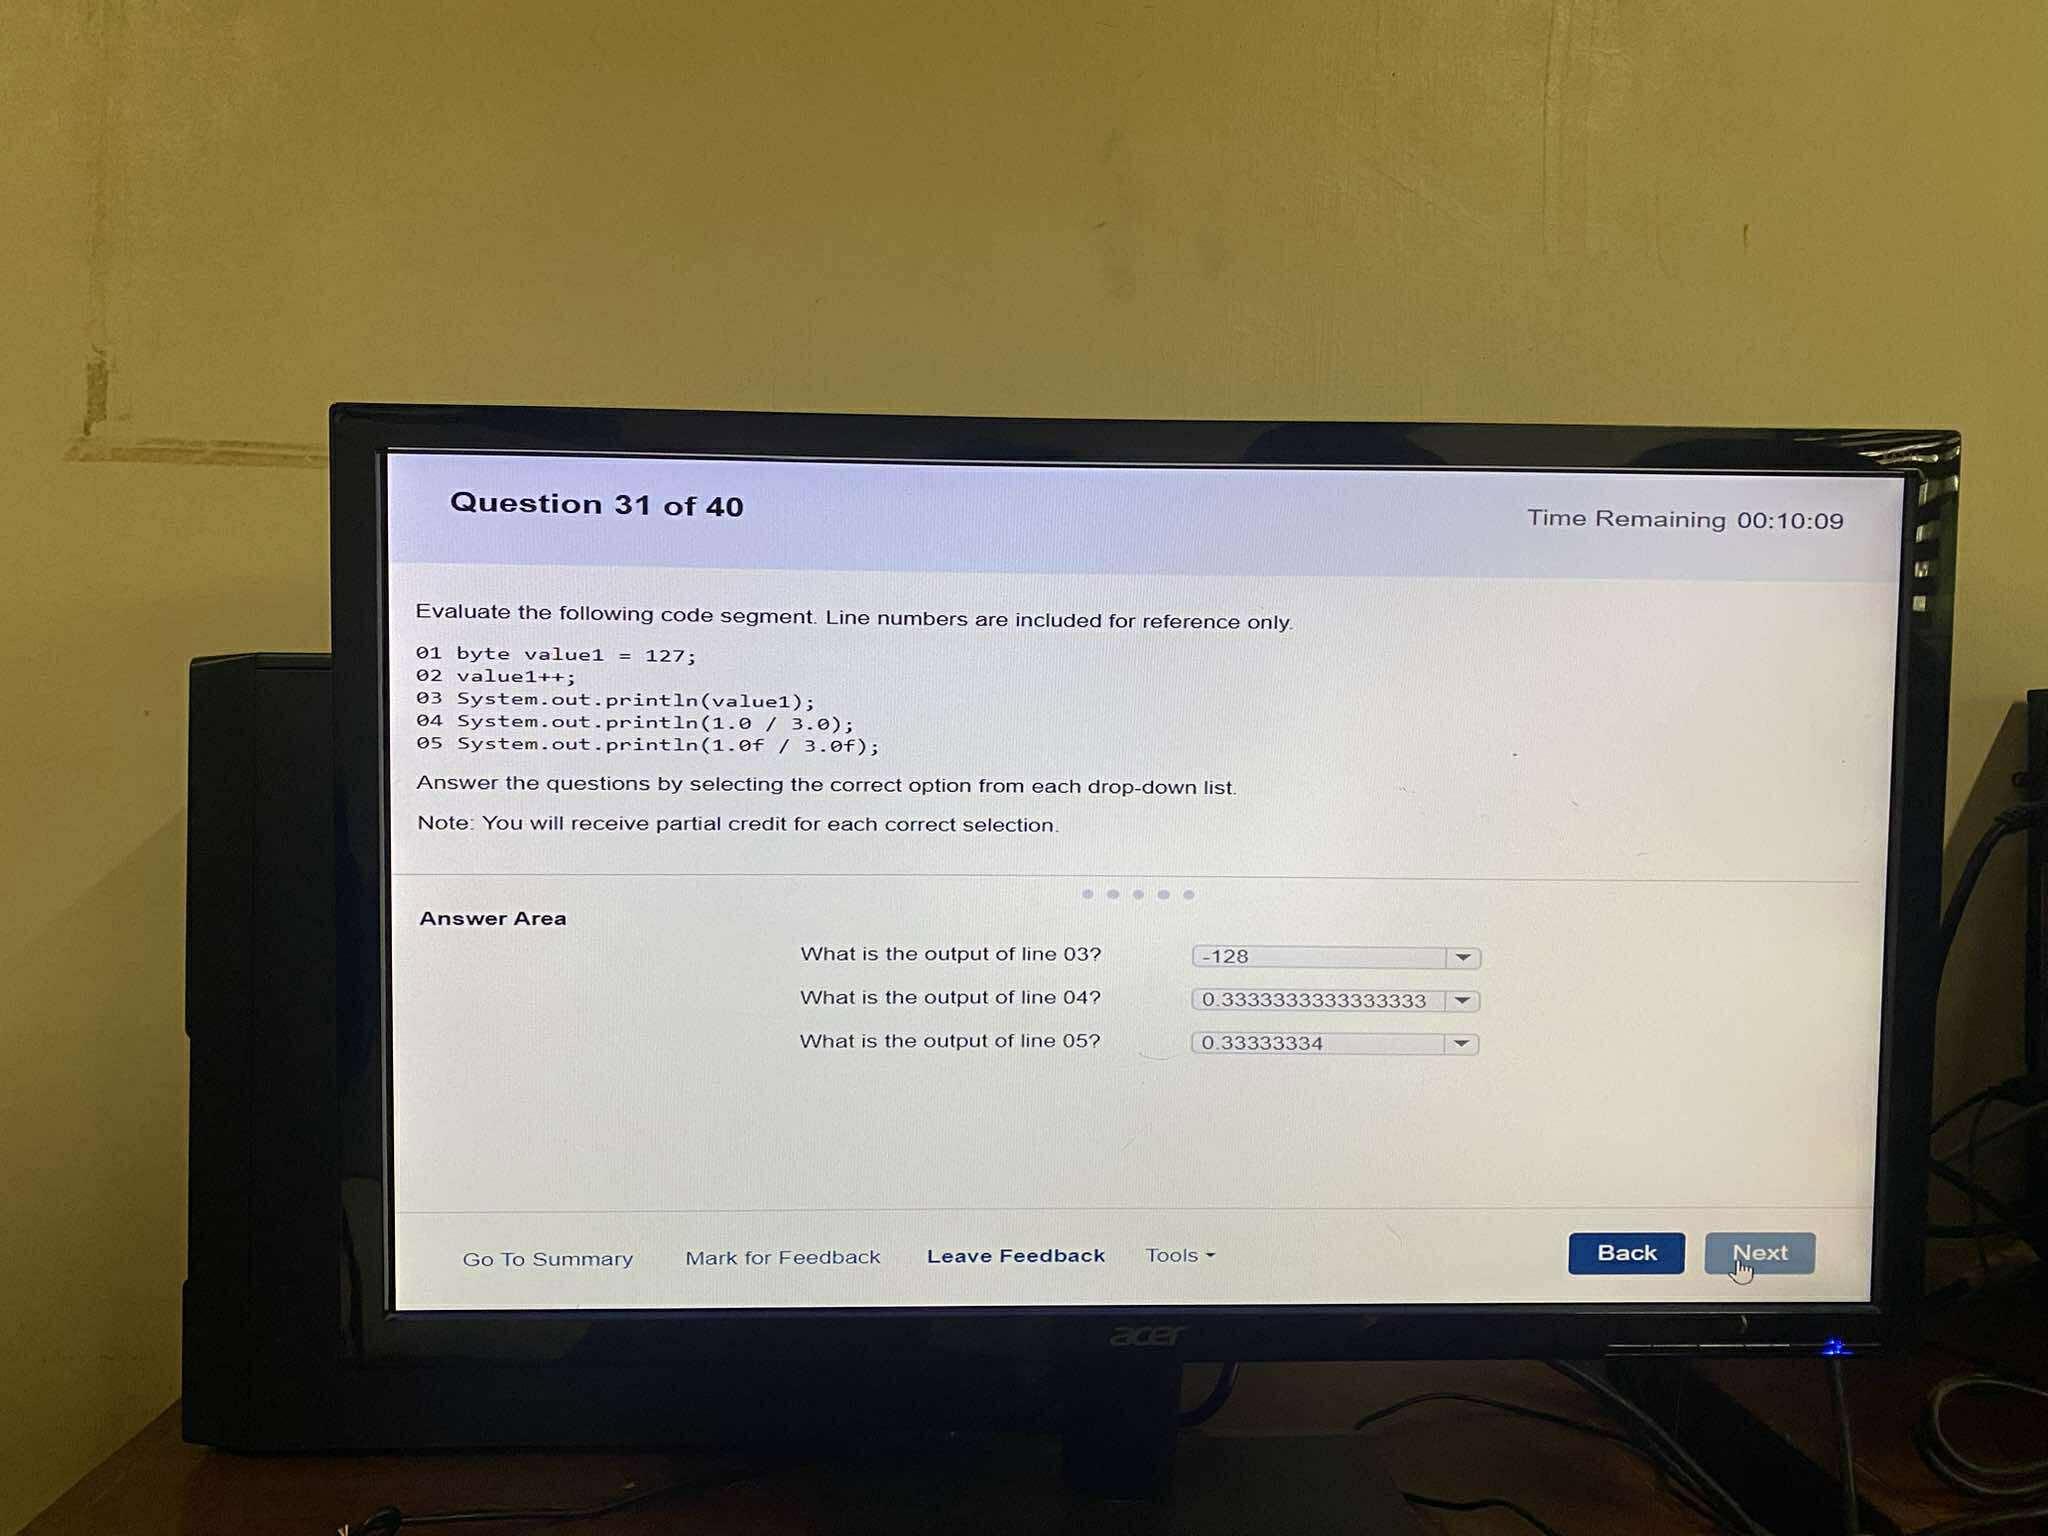 Question 31 of 40
Time Remaining 00:10:09
Evaluate the following code segment. Line numbers are included for reference only.
01 byte value1 = 127;
02 value1++;
03 System.out.println(value1);
04 System.out.println(1.0 / 3.0);
05 System.out.println(1.0f / 3.0f);
Answer the questions by selecting the correct option from each drop-down list.
Note: You will receive partial credit for each correct selection.
Answer Area
What is the output of line 03? -128
What is the output of line 04? 0.3333333333333333
What is the output of line 05? 0.33333334
Go To Summary Mark for Feedback Leave Feedback Tools Back Next
acer